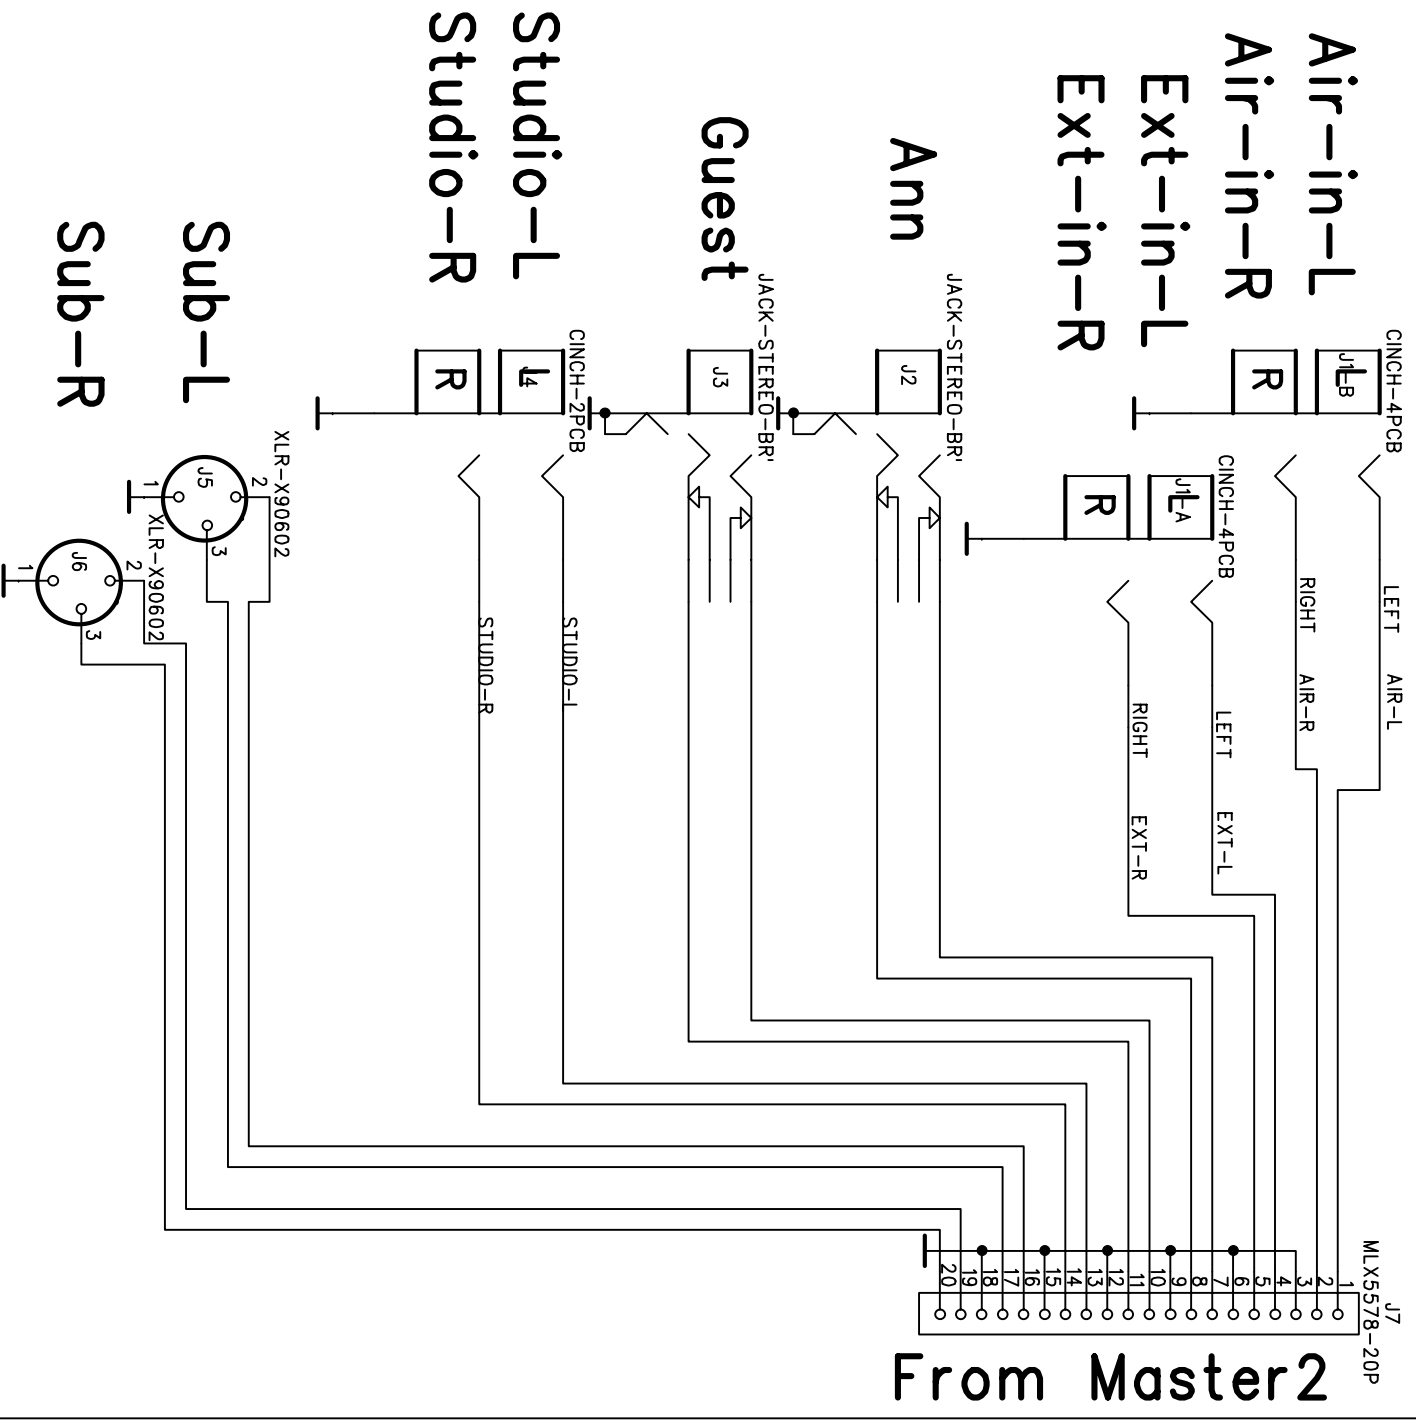 Air-in-L
Air-in-R
Ext-in-L
Ext-in-R
Ann
Guest
Studio-L
Studio-R
Sub-L
Sub-R
CINCH-4PCB
J1-B
L
R
LEFT
AIR-L
RIGHT
AIR-R
CINCH-4PCB
J1-A
L
R
LEFT
EXT-L
RIGHT
EXT-R
JACK-STEREO-BR'
J2
JACK-STEREO-BR'
J3
CINCH-2PCB
J4
L
R
STUDIO-L
STUDIO-R
XLR-X90602
J5
1
2
3
XLR-X90602
J6
1
2
3
J7
MLX5578-20P
1
2
3
4
5
6
7
8
9
10
11
12
13
14
15
16
17
18
19
20
From Master2